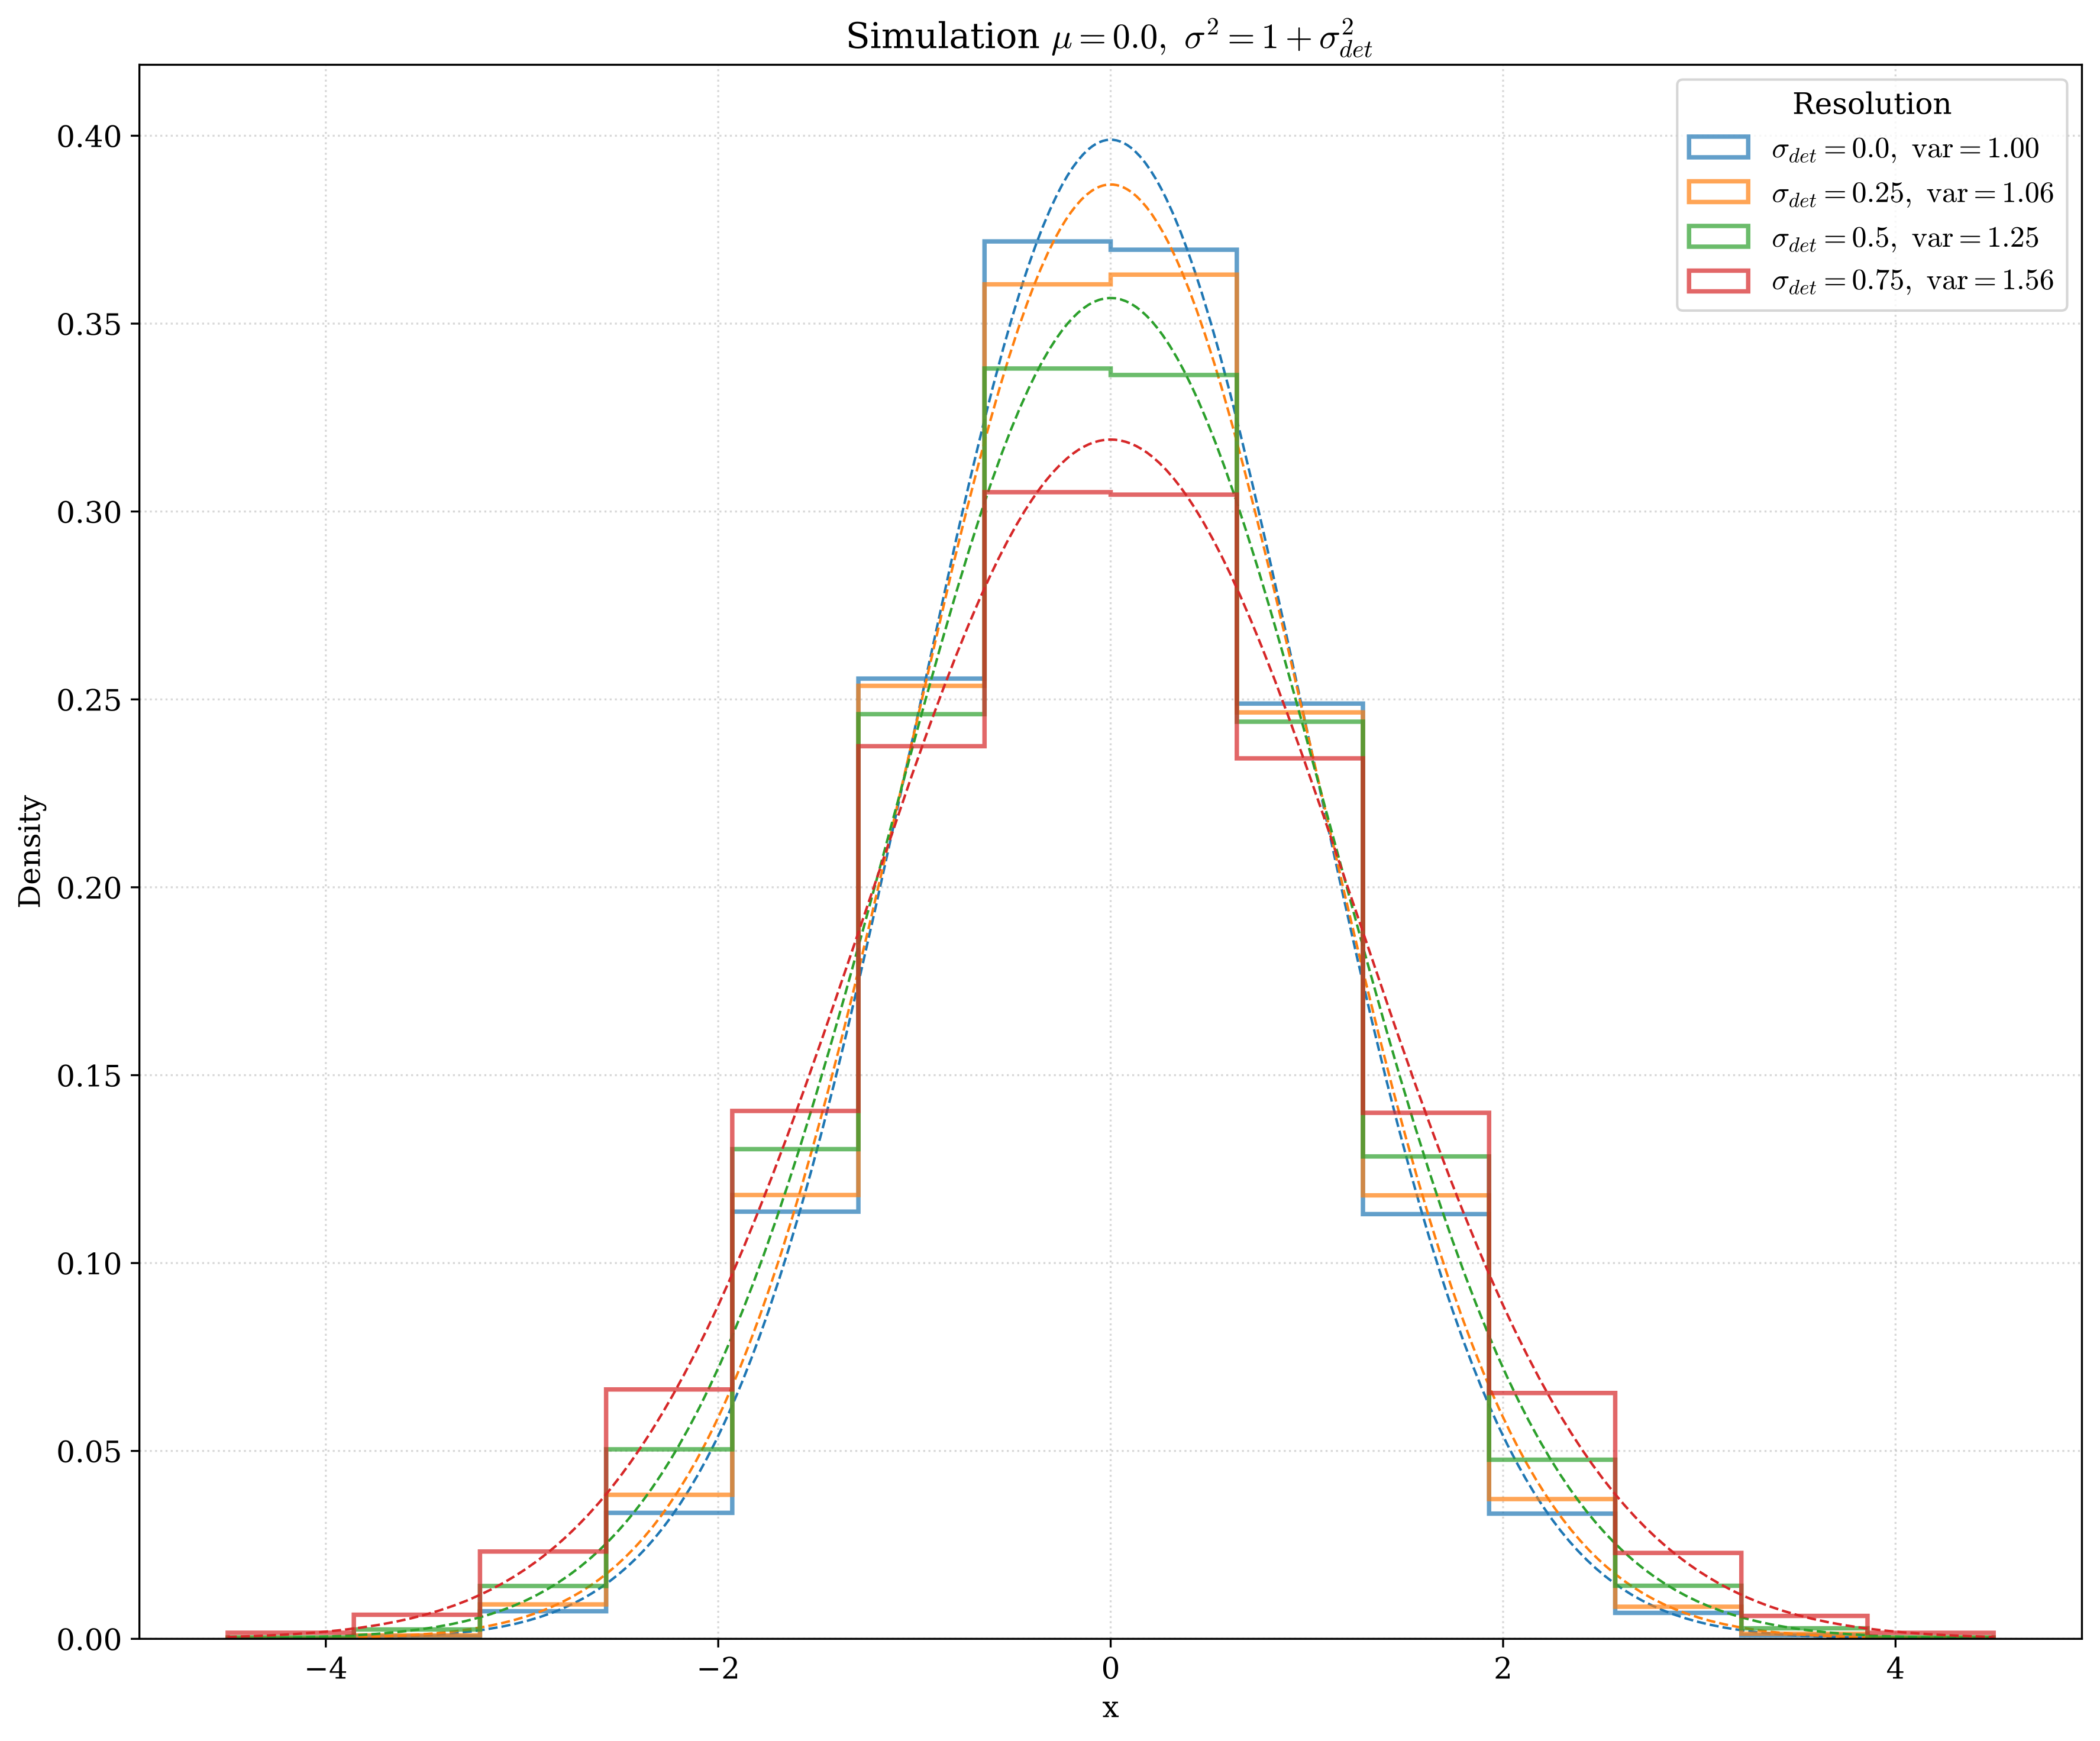 Simulation μ = 0.0, σ² = 1 + σ²_det
Resolution
σ_det = 0.0, var = 1.00
σ_det = 0.25, var = 1.06
σ_det = 0.5, var = 1.25
σ_det = 0.75, var = 1.56
Density
0.40
0.35
0.30
0.25
0.20
0.15
0.10
0.05
0.00
−4 −2 0 2 4
x